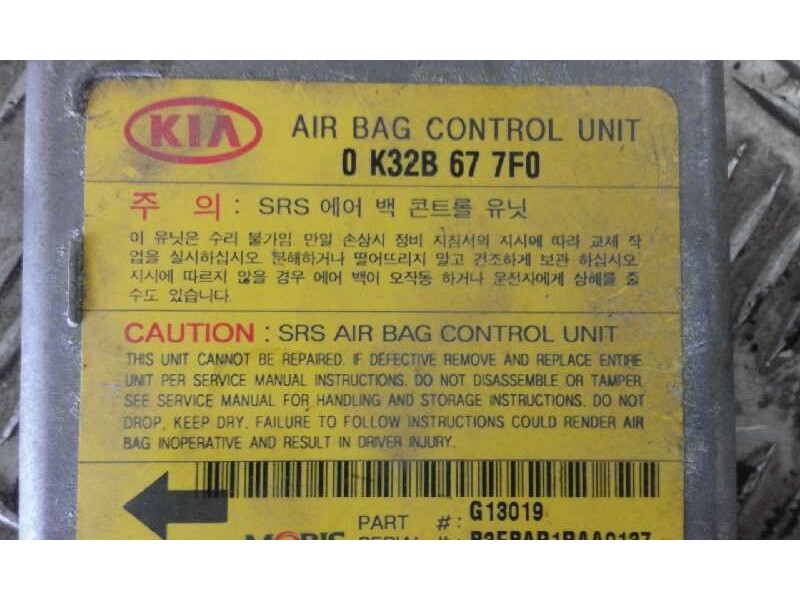 KIA AIR BAG CONTROL UNIT
0 K32B 67 7F0
주 의 : SRS 에어 백 콘트롤 유닛
이 유닛은 수리 불가임. 만일 손상시 정비 지침서의 지시에 따라 교체 작
업을 실시하십시오. 분해하거나 떨어뜨리지 말고 건조하게 보관 하십시오.
지시에 따르지 않을 경우 에어 백이 오작동 하거나 운전자에게 상해를 줄
수도 있습니다.
CAUTION : SRS AIR BAG CONTROL UNIT
THIS UNIT CANNOT BE REPAIRED. IF DEFECTIVE REMOVE AND REPLACE ENTIRE
UNIT PER SERVICE MANUAL INSTRUCTIONS. DO NOT DISASSEMBLE OR TAMPER.
SEE SERVICE MANUAL FOR HANDLING AND STORAGE INSTRUCTIONS. DO NOT
DROP, KEEP DRY. FAILURE TO FOLLOW INSTRUCTIONS COULD RENDER AIR
BAG INOPERATIVE AND RESULT IN DRIVER INJURY.
PART # : G13019
MOBIS